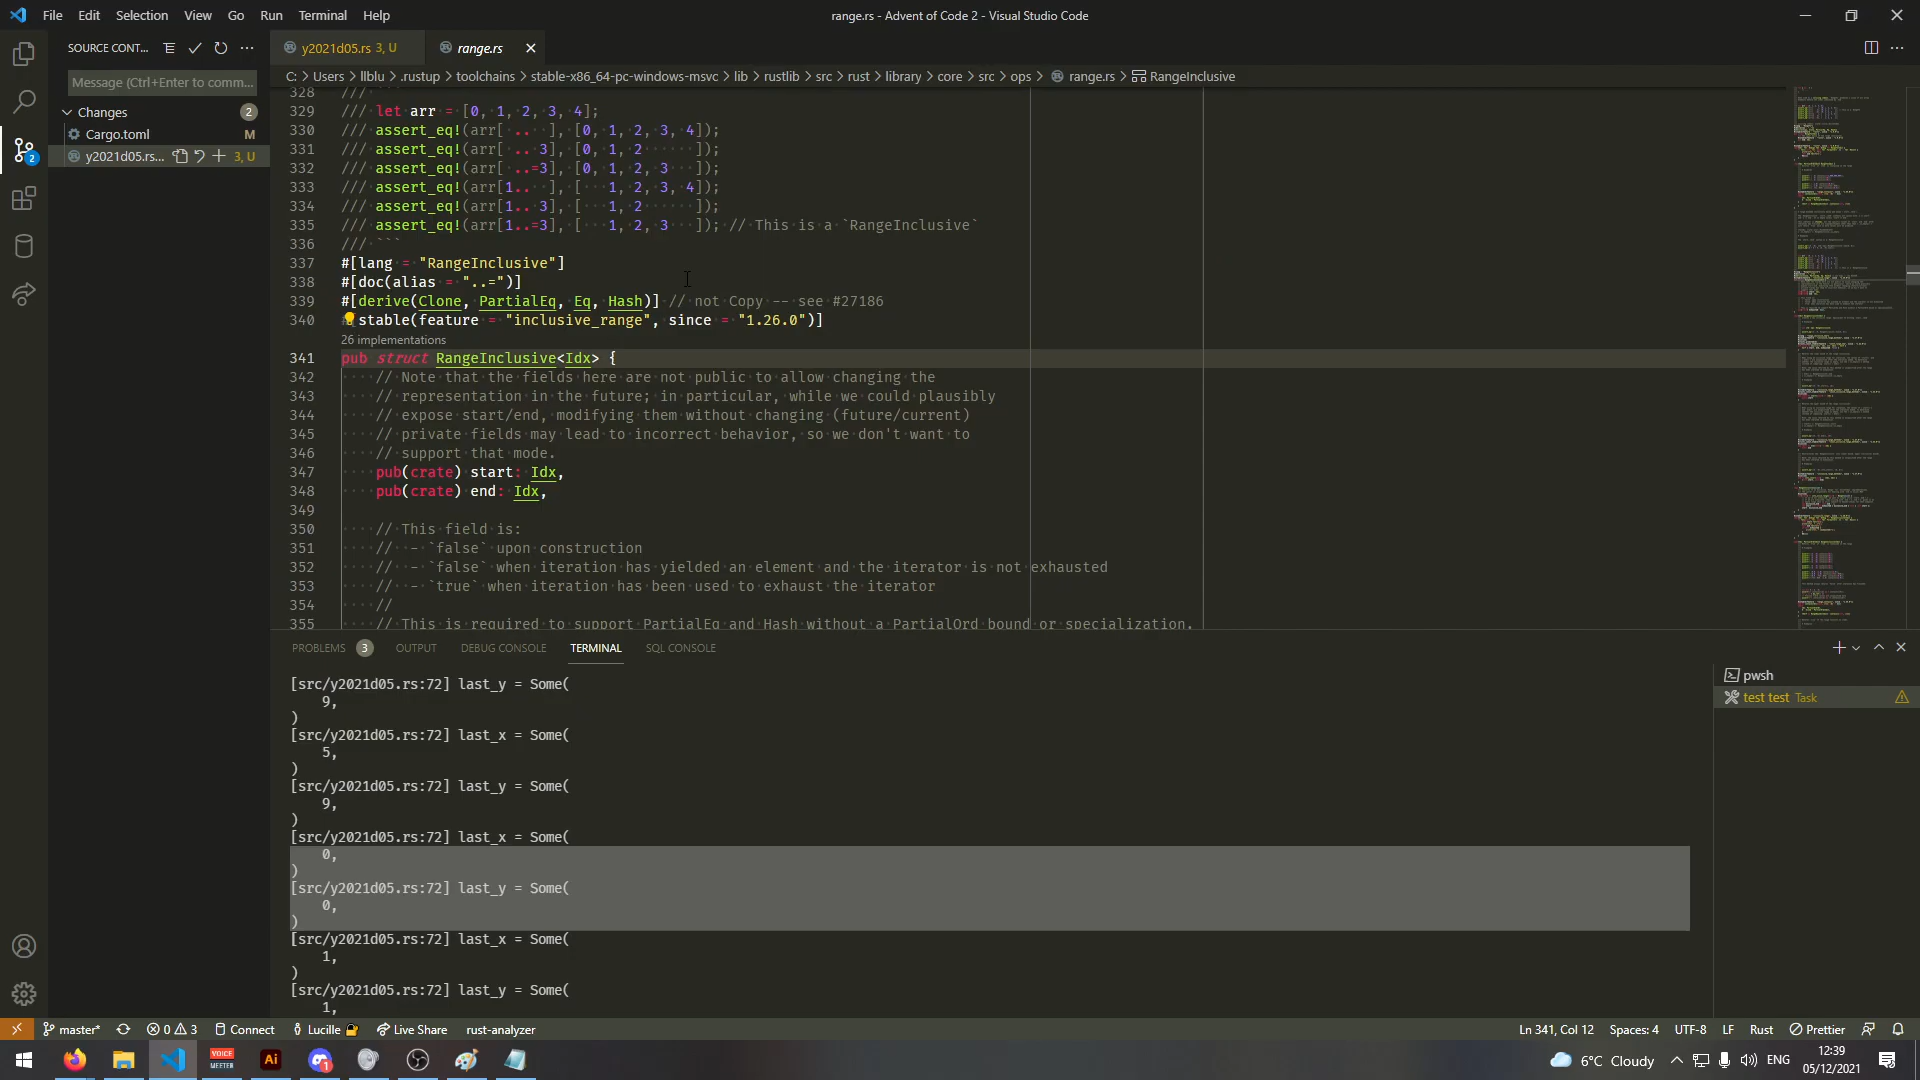 File Edit Selection View Go Run Terminal Help
range.rs - Advent of Code 2 - Visual Studio Code
SOURCE CONT...
y2021d05.rs 3, U
range.rs
Message (Ctrl+Enter to comm...
C: > Users > llblu > .rustup > toolchains > stable-x86_64-pc-windows-msvc > lib > rustlib > src > rust > library > core > src > ops > range.rs > RangeInclusive
Changes 2
Cargo.toml M
y2021d05.rs... 3, U
328 ///
329 /// let arr = [0, 1, 2, 3, 4];
330 /// assert_eq!(arr[ ..  ], [0, 1, 2, 3, 4]);
331 /// assert_eq!(arr[ .. 3], [0, 1, 2      ]);
332 /// assert_eq!(arr[ ..=3], [0, 1, 2, 3   ]);
333 /// assert_eq!(arr[1..  ], [   1, 2, 3, 4]);
334 /// assert_eq!(arr[1.. 3], [   1, 2      ]);
335 /// assert_eq!(arr[1..=3], [   1, 2, 3   ]); // This is a `RangeInclusive`
336 /// ```
337 #[lang = "RangeInclusive"]
338 #[doc(alias = "..=")]
339 #[derive(Clone, PartialEq, Eq, Hash)] // not Copy -- see #27186
340 #[stable(feature = "inclusive_range", since = "1.26.0")]
26 implementations
341 pub struct RangeInclusive<Idx> {
342 // Note that the fields here are not public to allow changing the
343 // representation in the future; in particular, while we could plausibly
344 // expose start/end, modifying them without changing (future/current)
345 // private fields may lead to incorrect behavior, so we don't want to
346 // support that mode.
347 pub(crate) start: Idx,
348 pub(crate) end: Idx,
349
350 // This field is:
351 //  - `false` upon construction
352 //  - `false` when iteration has yielded an element and the iterator is not exhausted
353 //  - `true` when iteration has been used to exhaust the iterator
354 //
355 // This is required to support PartialEq and Hash without a PartialOrd bound or specialization.
PROBLEMS 3 OUTPUT DEBUG CONSOLE TERMINAL SQL CONSOLE
pwsh
test test Task
[src/y2021d05.rs:72] last_y = Some(
9,
)
[src/y2021d05.rs:72] last_x = Some(
5,
)
[src/y2021d05.rs:72] last_y = Some(
9,
)
[src/y2021d05.rs:72] last_x = Some(
0,
)
[src/y2021d05.rs:72] last_y = Some(
0,
)
[src/y2021d05.rs:72] last_x = Some(
1,
)
[src/y2021d05.rs:72] last_y = Some(
1,
2
master* 0 3 Connect Lucille Live Share rust-analyzer
Ln 341, Col 12 Spaces: 4 UTF-8 LF Rust Prettier
VOICE MEETER
Ai
1
6°C Cloudy
ENG
12:39
05/12/2021